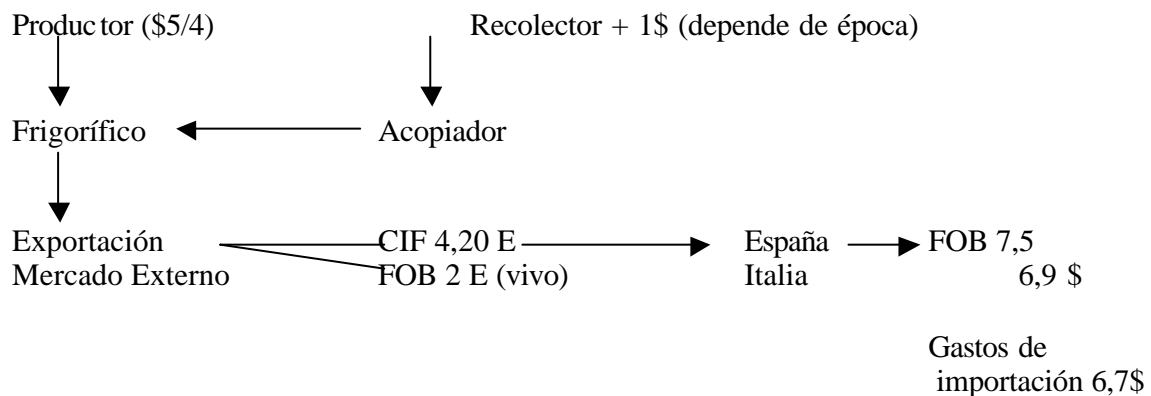 Productor ($5/4) Recolector + 1$ (depende de época)
Frigorífico Acopiador
Exportación CIF 4,20 E España FOB 7,5
Mercado Externo FOB 2 E (vivo) Italia 6,9 $
Gastos de
importación 6,7$